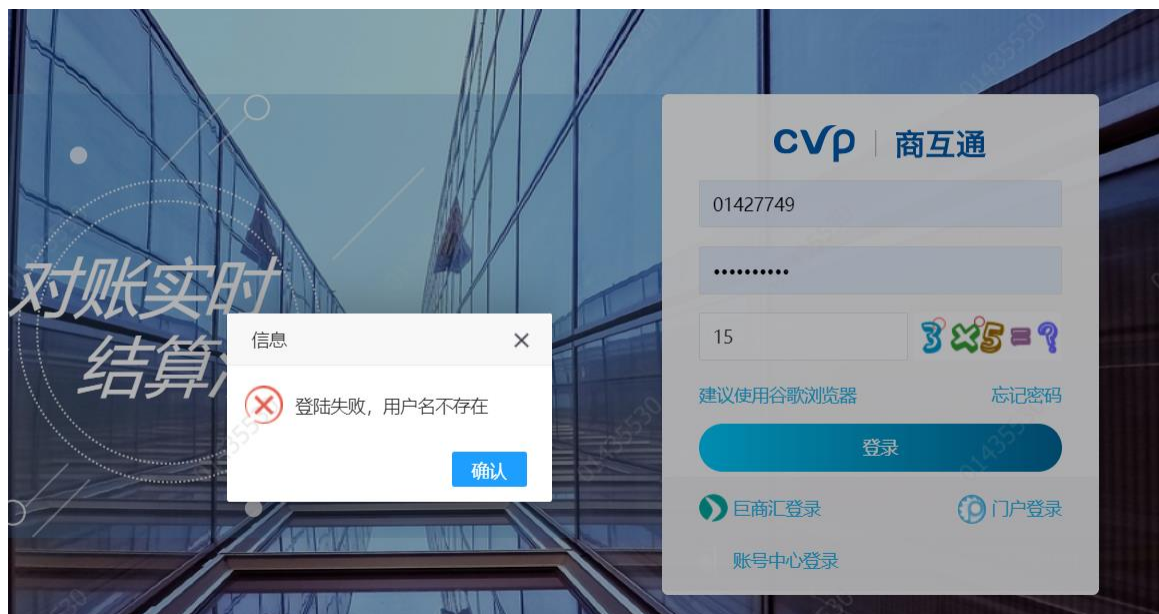 cvp 商互通
01427749
••••••••••
对账实时
结算
信息
15
3×5=?
登陆失败，用户名不存在
建议使用谷歌浏览器
忘记密码
确认
登录
巨商汇登录
门户登录
账号中心登录
01435530